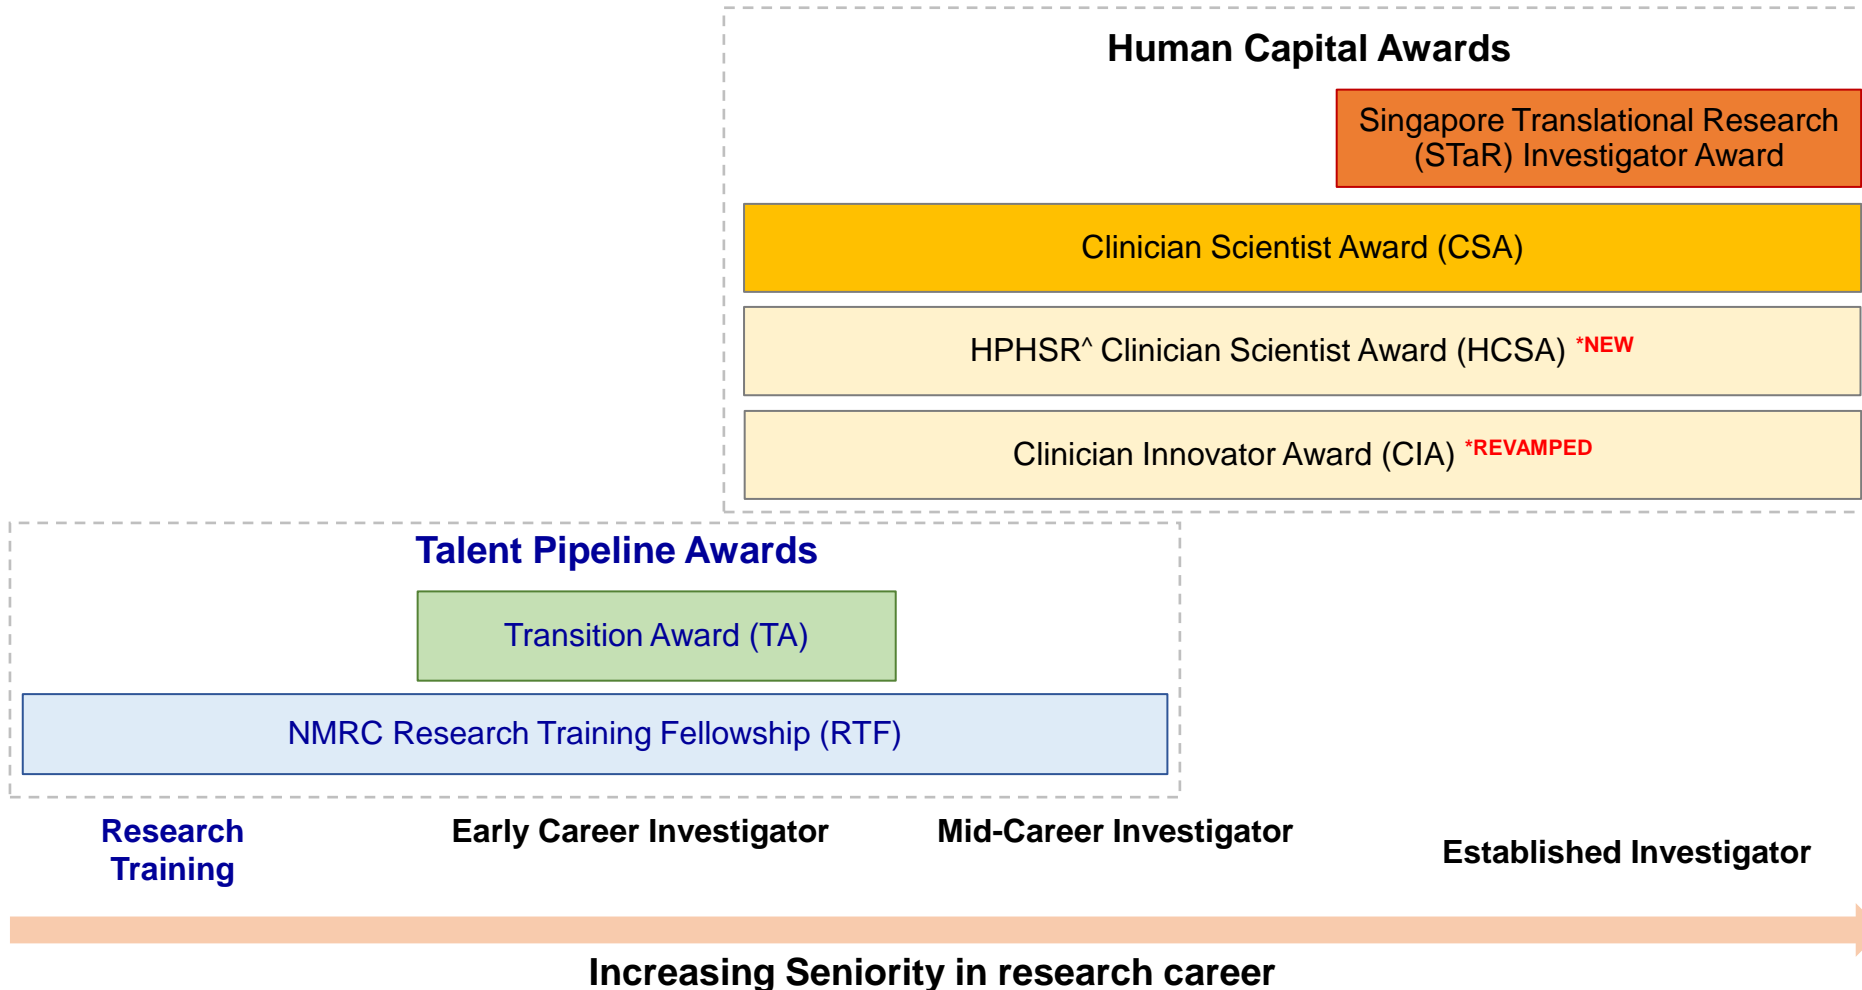 Human Capital Awards
Singapore Translational Research
(STaR) Investigator Award
Clinician Scientist Award (CSA)
HPHSR^ Clinician Scientist Award (HCSA) *NEW
Clinician Innovator Award (CIA) *REVAMPED
Talent Pipeline Awards
Transition Award (TA)
NMRC Research Training Fellowship (RTF)
Research
Training
Early Career Investigator
Mid-Career Investigator
Established Investigator
Increasing Seniority in research career